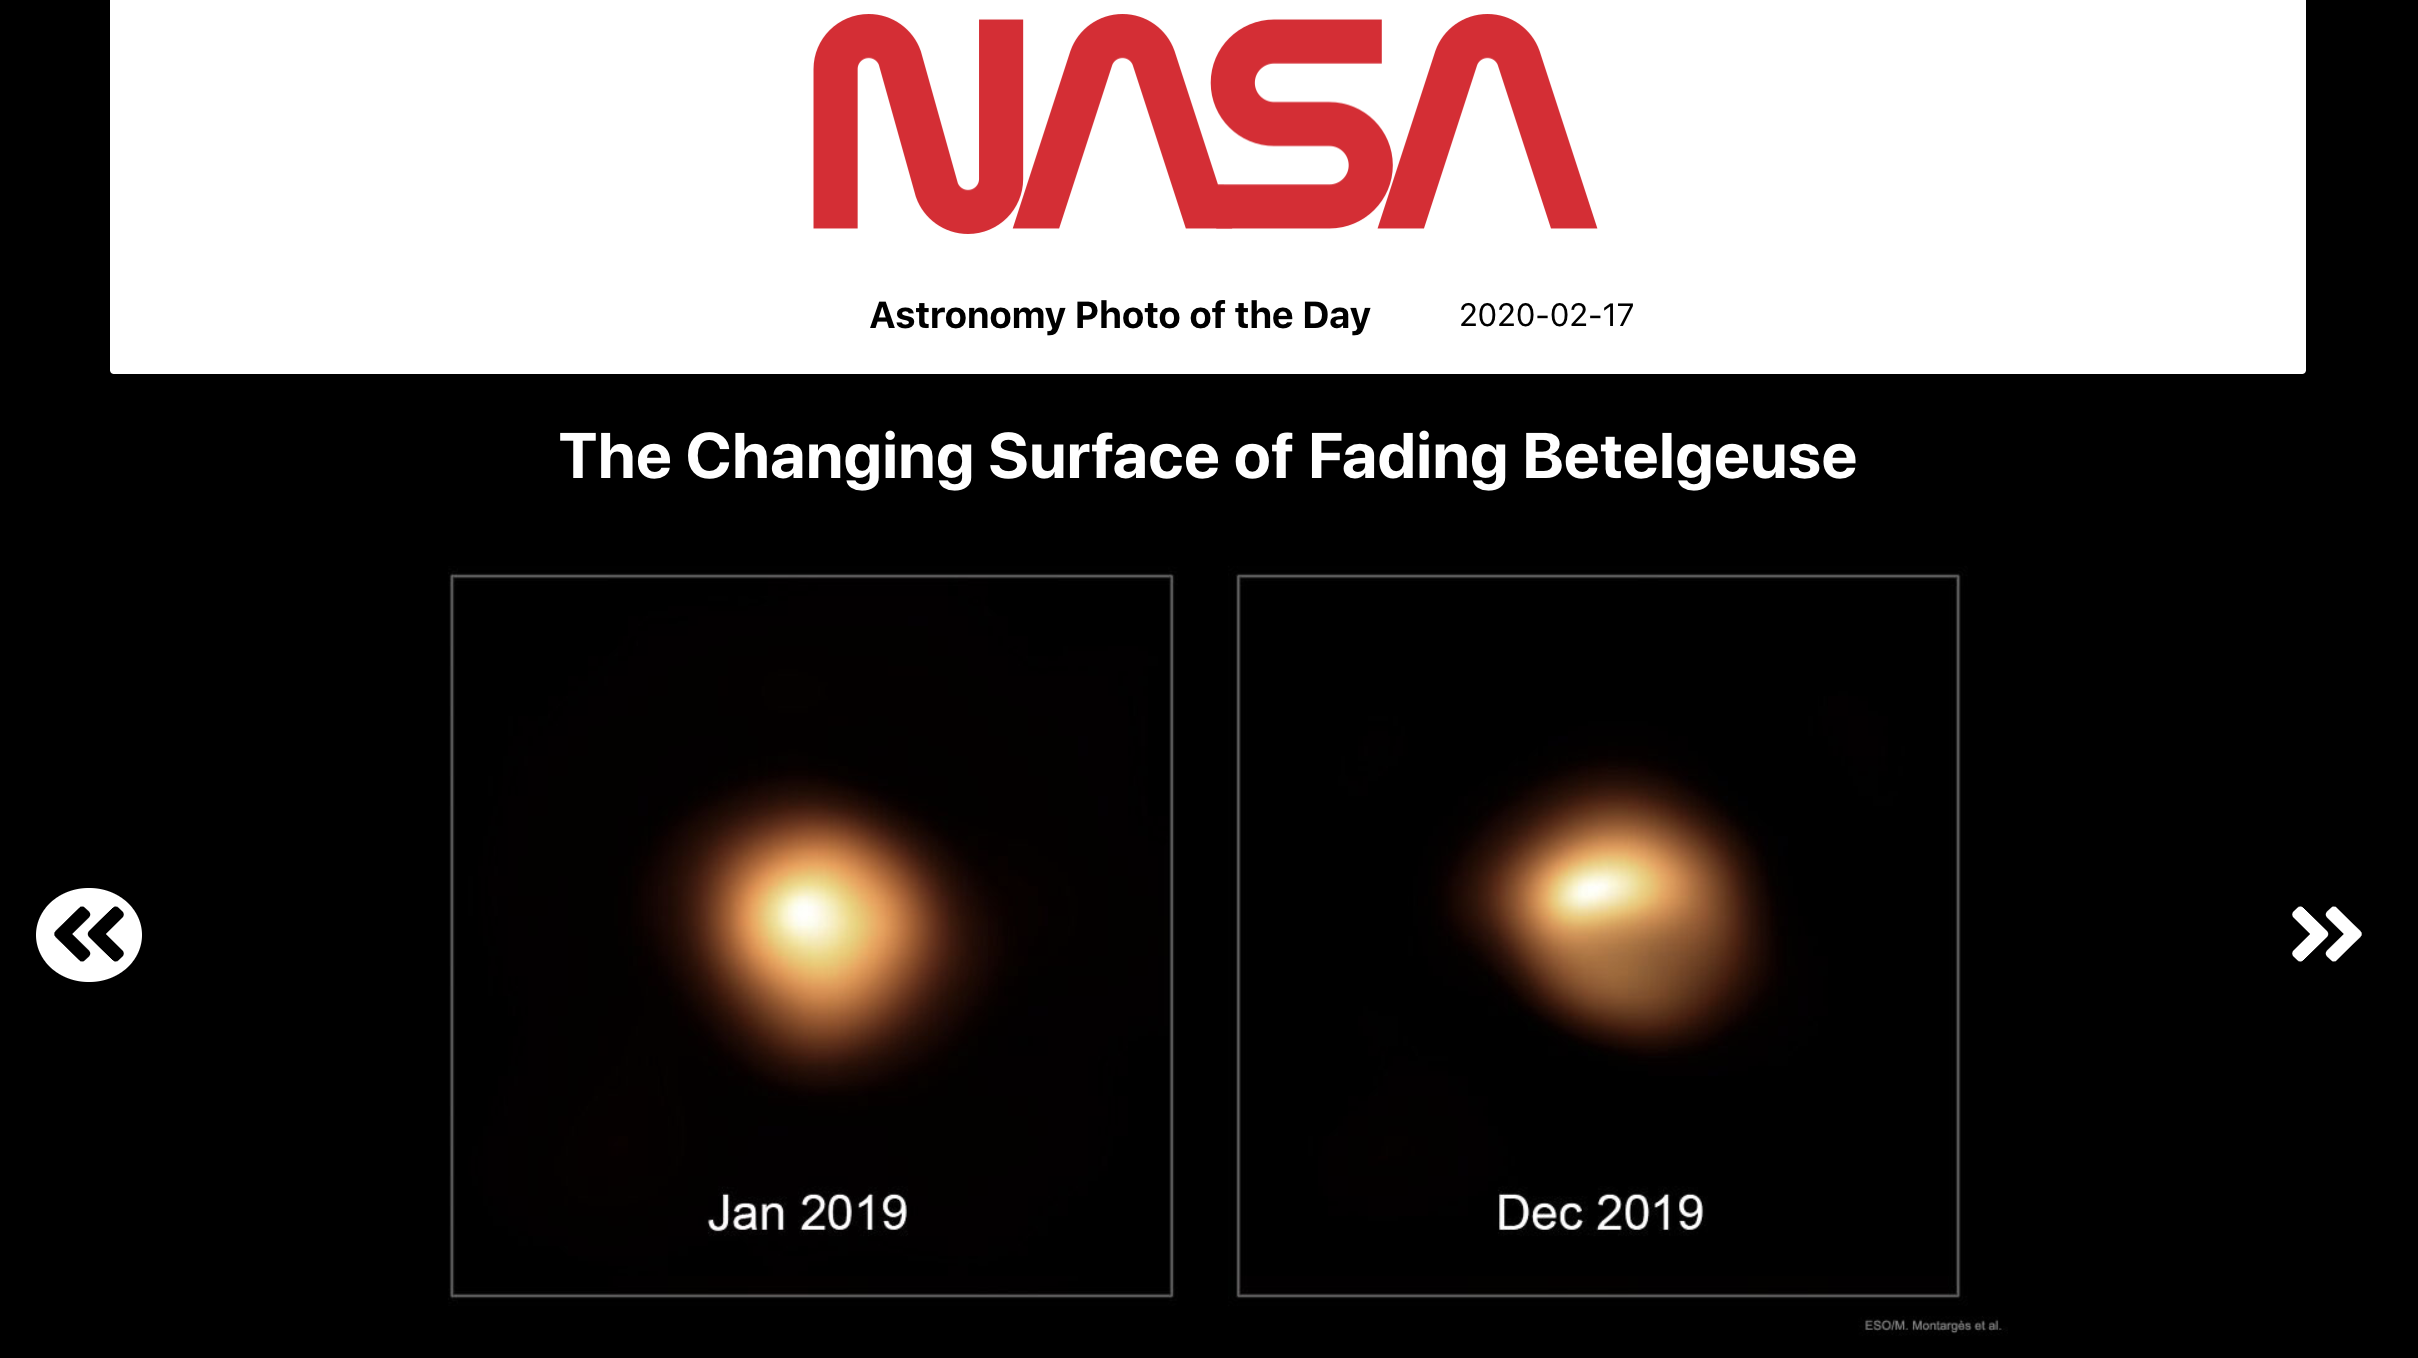 NASA
Astronomy Photo of the Day 2020-02-17
The Changing Surface of Fading Betelgeuse
Jan 2019 Dec 2019
ESO/M. Montargès et al.